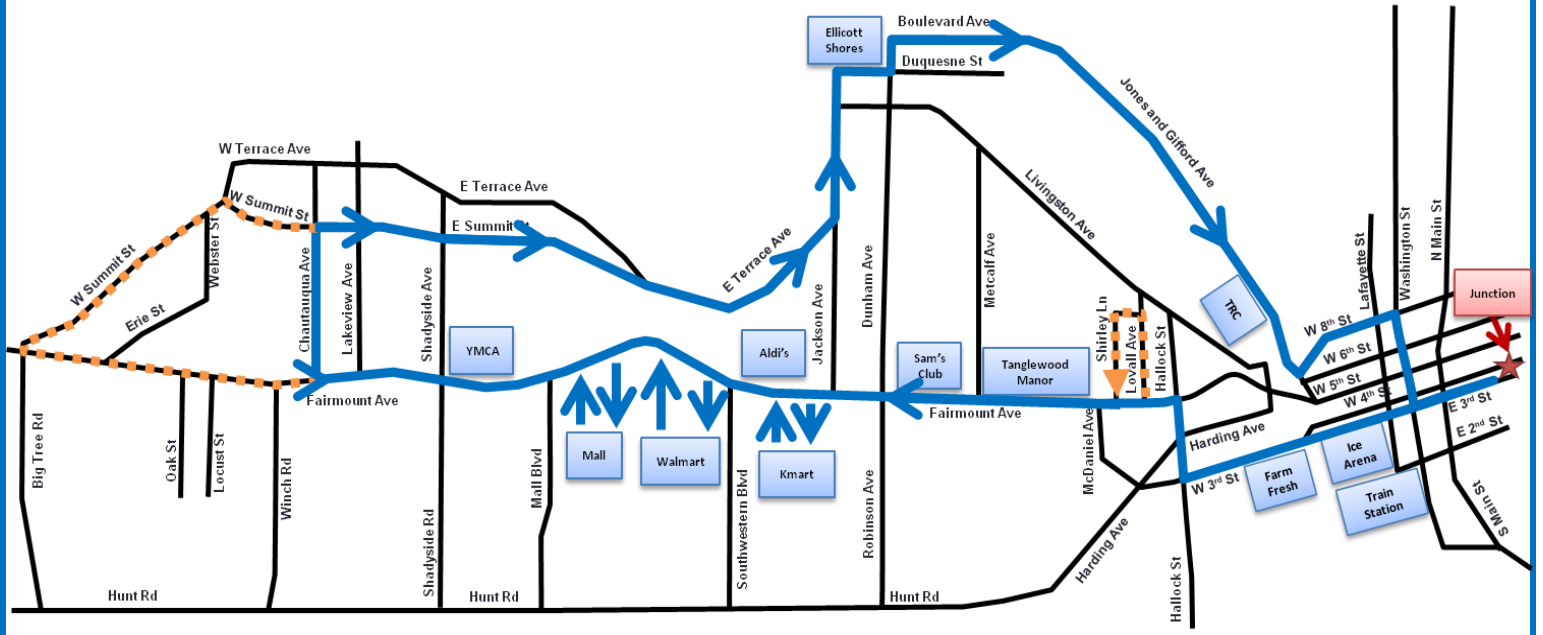 Boulevard Ave
Ellicott
Shores
Duquesne St
Jones and Gifford Ave
W Terrace Ave
E Terrace Ave
W Summit St
E Summit
W Summit St
Webster St
Erie St
Chautauqua Ave
Lakeview Ave
Shadyside Ave
E Terrace Ave
Jackson Ave
Dunham Ave
Metcalf Ave
Livingston Ave
Lafayette St
Washington St
N Main St
Junction
TRC
W 8th St
W 6th St
W 5th St
W 4th St
E 3rd St
E 2nd St
YMCA
Aldi's
Sam's
Club
Tanglewood
Manor
Shirley Ln
Lovall Ave
Hallock St
Fairmount Ave
Fairmount Ave
McDaniel Ave
Harding Ave
Ice
Arena
W 3rd St
Farm
Fresh
Train
Station
S Main St
Big Tree Rd
Oak St
Locust St
Winch Rd
Shadyside Rd
Mall Blvd
Mall
Walmart
Southwestern Blvd
Kmart
Robinson Ave
Harding Ave
Hallock St
Hunt Rd
Hunt Rd
Hunt Rd